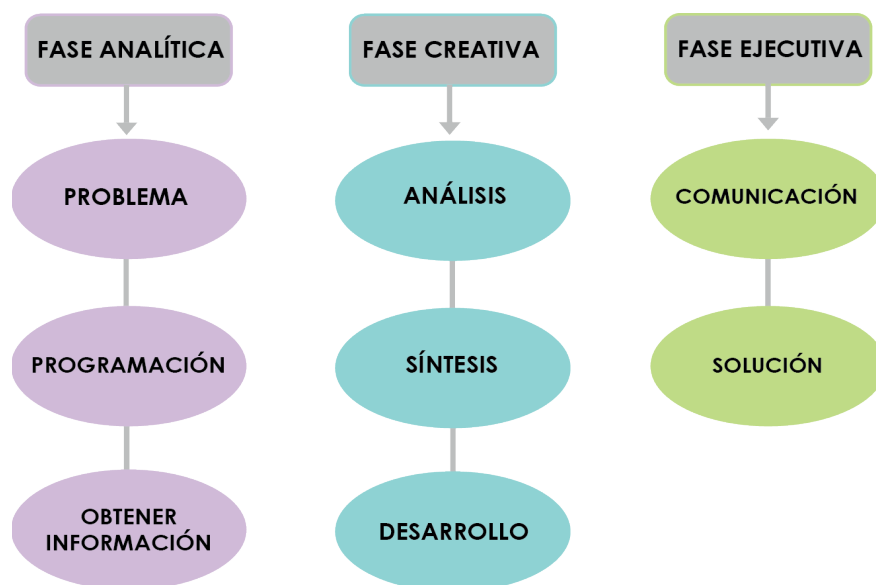 FASE ANALÍTICA
PROBLEMA
PROGRAMACIÓN
OBTENER
INFORMACIÓN
FASE CREATIVA
ANÁLISIS
SÍNTESIS
DESARROLLO
FASE EJECUTIVA
COMUNICACIÓN
SOLUCIÓN